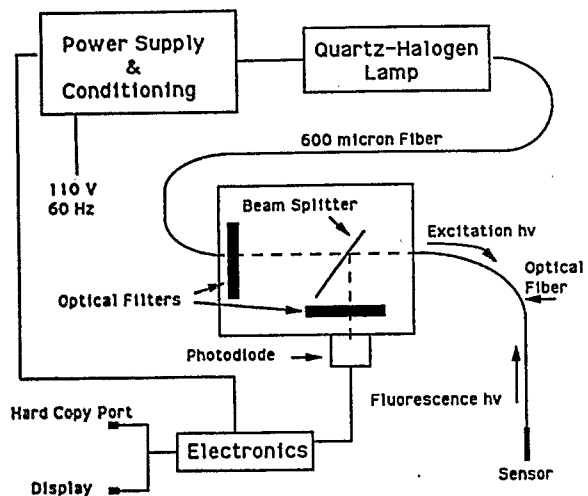 Power Supply
&
Conditioning
Quartz-Halogen
Lamp
600 micron Fiber
110 V
60 Hz
Beam Splitter
Excitation hv
Optical
Fiber
Optical Filters
Photodiode
Fluorescence hv
Hard Copy Port
Electronics
Display
Sensor